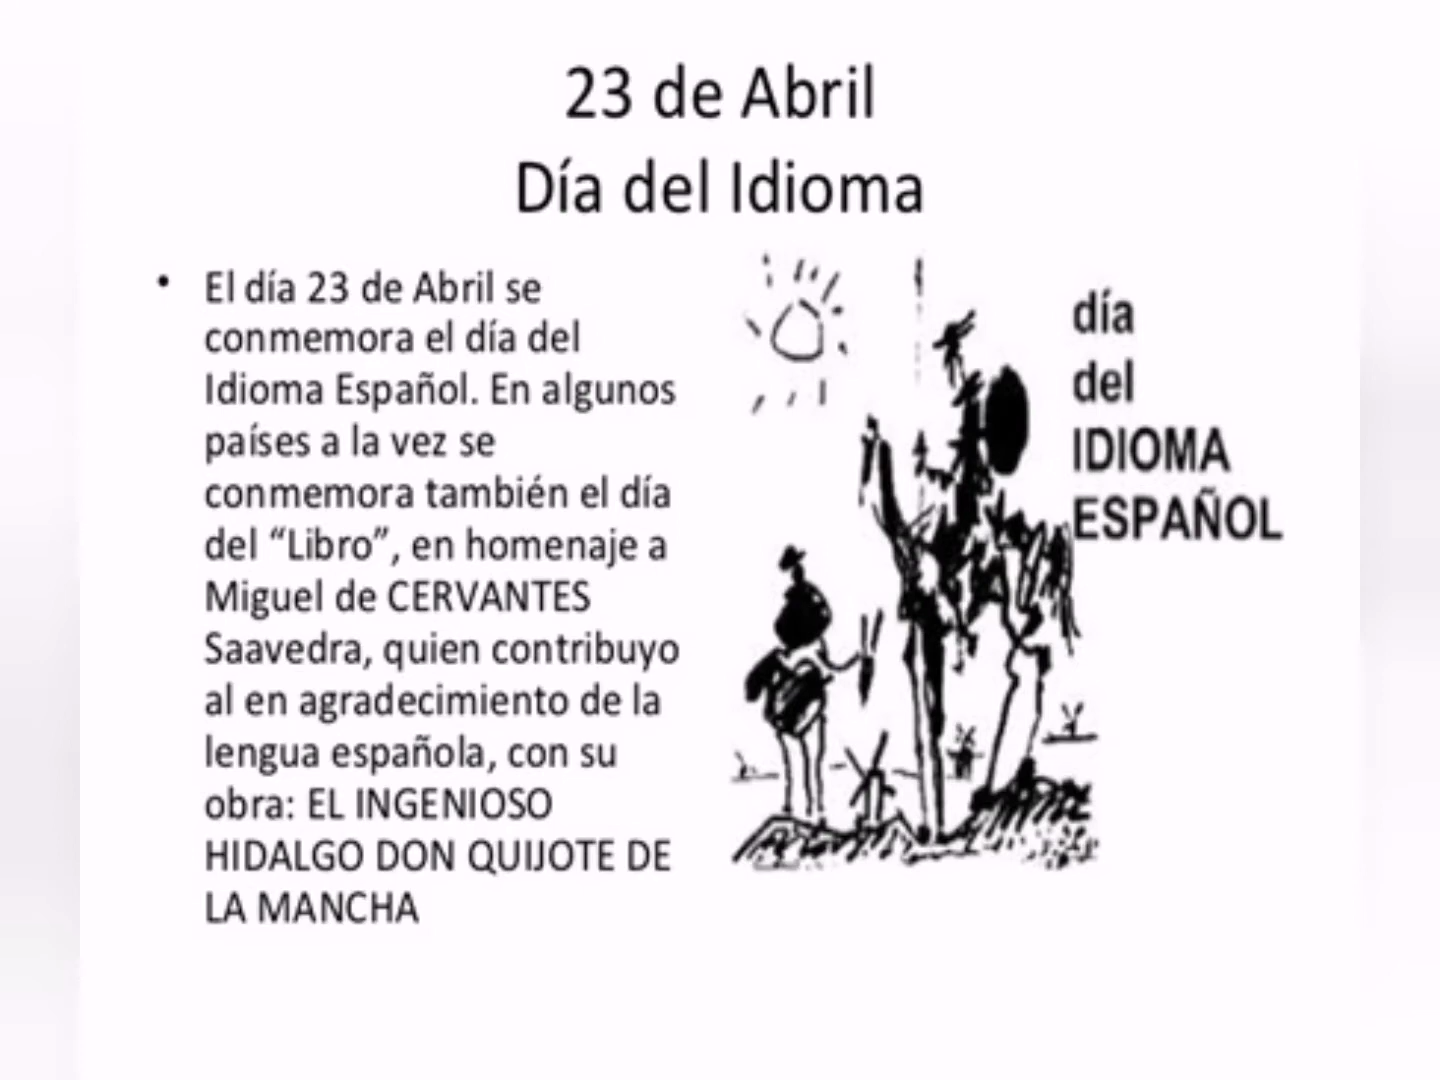 23 de Abril
Día del Idioma
• El día 23 de Abril se
conmemora el día del
Idioma Español. En algunos
países a la vez se
conmemora también el día
del “Libro”, en homenaje a
Miguel de CERVANTES
Saavedra, quien contribuyo
al en agradecimiento de la
lengua española, con su
obra: EL INGENIOSO
HIDALGO DON QUIJOTE DE
LA MANCHA
día
del
IDIOMA
ESPAÑOL